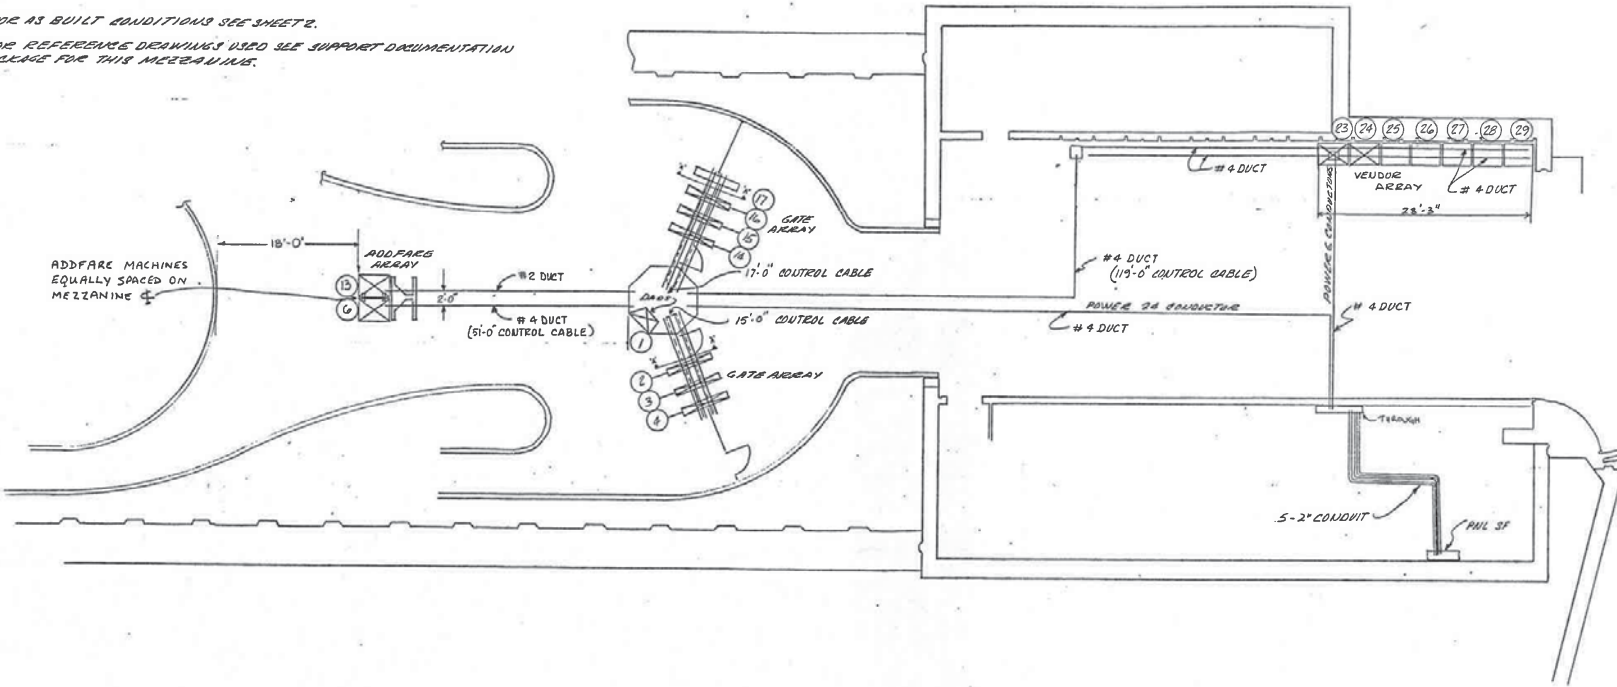 OR AS BUILT CONDITIONS SEE SHEET 2.
OR REFERENCE DRAWINGS USED SEE SUPPORT DOCUMENTATION
CKAGE FOR THIS MEZZANINE.
23 24 25 26 27 28 29
# 4 DUCT
VENDOR
ARRAY
# 4 DUCT
23'-3"
POWER & CONDUCTORS
17
16
15
14
GATE
ARRAY
18'-0"
ADDFARE
ARRAY
ADDFARE MACHINES
EQUALLY SPACED ON
MEZZANINE ℄
13
6
#2 DUCT
2'-0"
# 4 DUCT
(51'-0" CONTROL CABLE)
17'-0" CONTROL CABLE
15'-0" CONTROL CABLE
# 4 DUCT
(119'-0" CONTROL CABLE)
POWER 24 CONDUCTOR
# 4 DUCT
# 4 DUCT
1
2
3
4
GATE ARRAY
THROUGH
5-2" CONDUIT
PNL SF